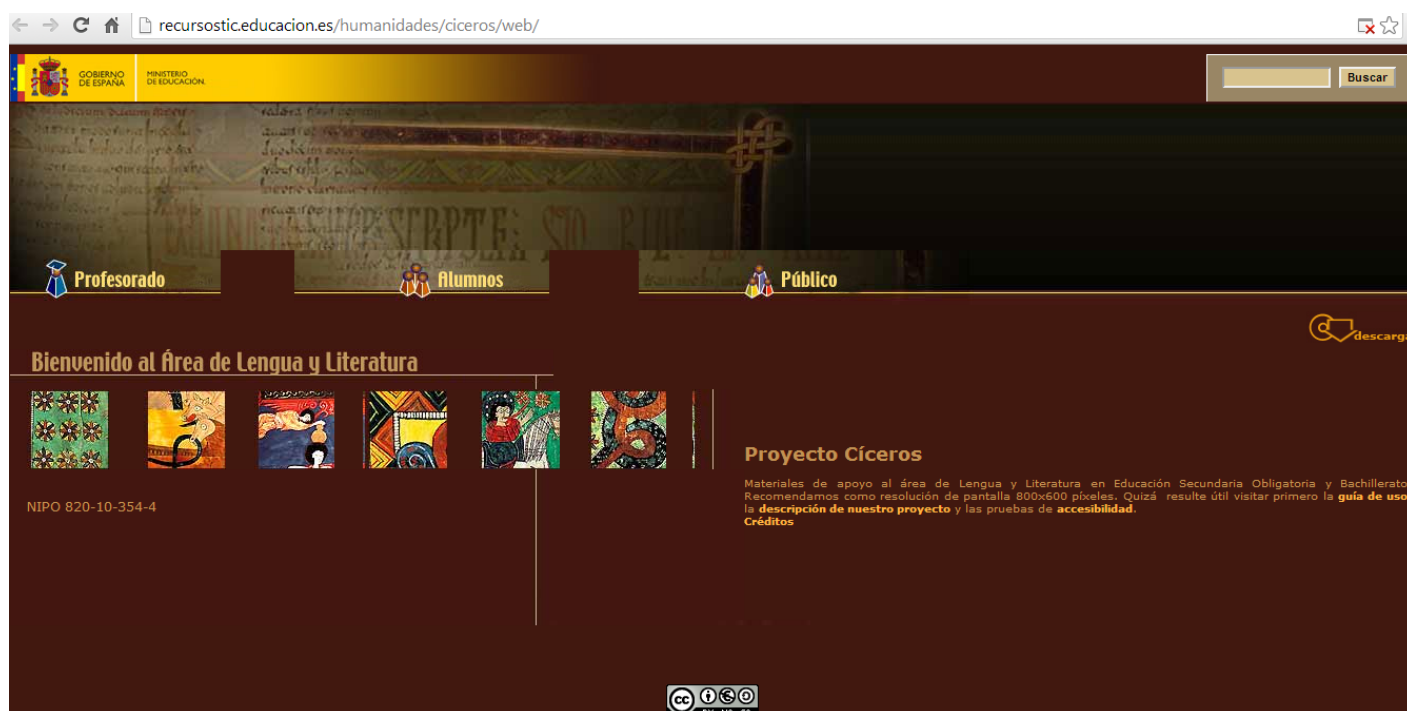 recursostic.educacion.es/humanidades/ciceros/web/
GOBIERNO
DE ESPAÑA
MINISTERIO
DE EDUCACIÓN
Buscar
Profesorado
Alumnos
Público
descarga
Bienvenido al Área de Lengua y Literatura
Proyecto Cíceros
Materiales de apoyo al área de Lengua y Literatura en Educación Secundaria Obligatoria y Bachillerato
Recomendamos como resolución de pantalla 800x600 píxeles. Quizá resulte útil visitar primero la guía de uso
la descripción de nuestro proyecto y las pruebas de accesibilidad.
Créditos
NIPO 820-10-354-4
cc